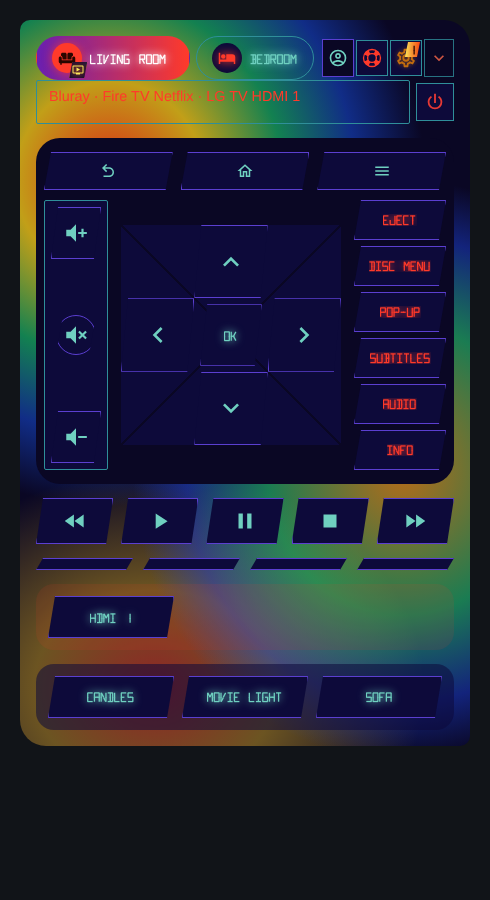 LIVING ROOM
BEDROOM
Bluray · Fire TV Netflix · LG TV HDMI 1
EJECT
DISC MENU
POP-UP
OK
SUBTITLES
AUDIO
INFO
HDMI 1
CANDLES
MOVIE LIGHT
SOFA